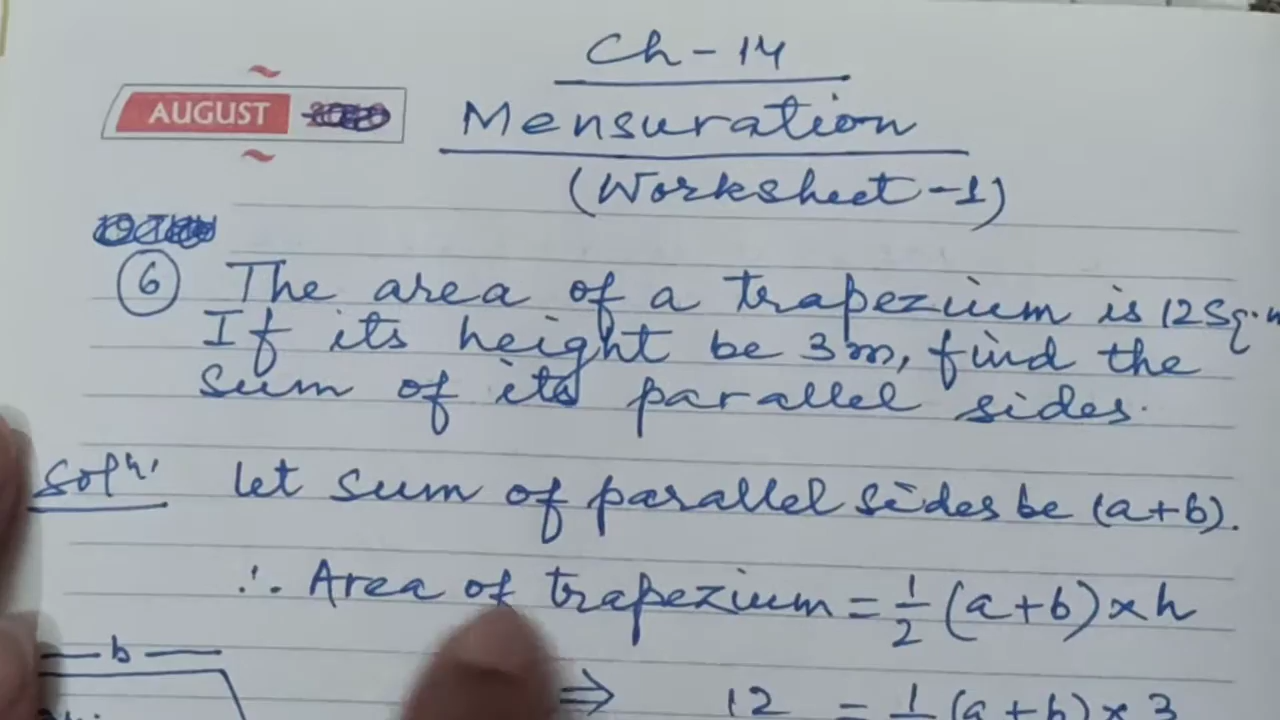 Ch-14
AUGUST
Mensuration
(Worksheet-1)
6 The area of a trapezium is 12 Sq.m
If its height be 3m, find the
sum of its parallel sides.
Soln. let sum of parallel sides be (a+b).
∴ Area of trapezium = 1/2 (a+b) × h
b
⇒ 12 = 1/2 (a+b) × 3